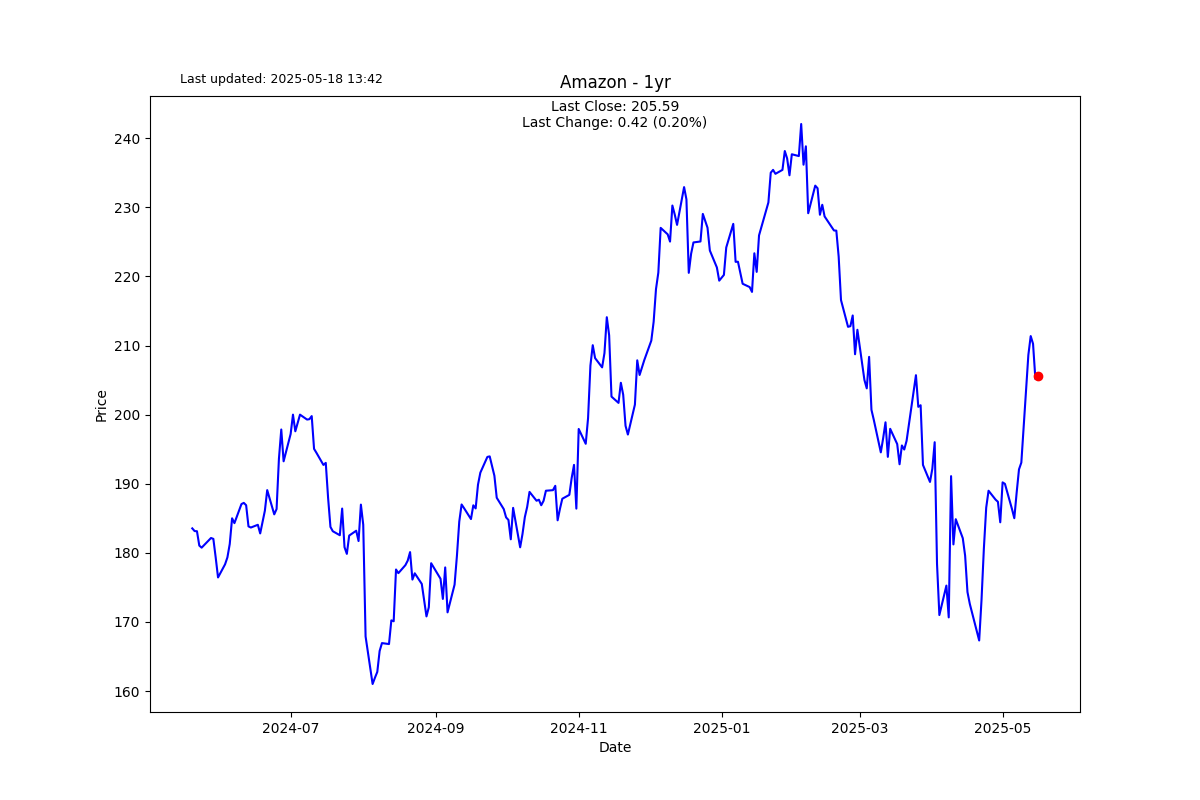 Last updated: 2025-05-18 13:42
Amazon - 1yr
Last Close: 205.59
Last Change: 0.42 (0.20%)
240
230
220
210
200
190
180
170
160
Price
2024-07
2024-09
2024-11
2025-01
2025-03
2025-05
Date